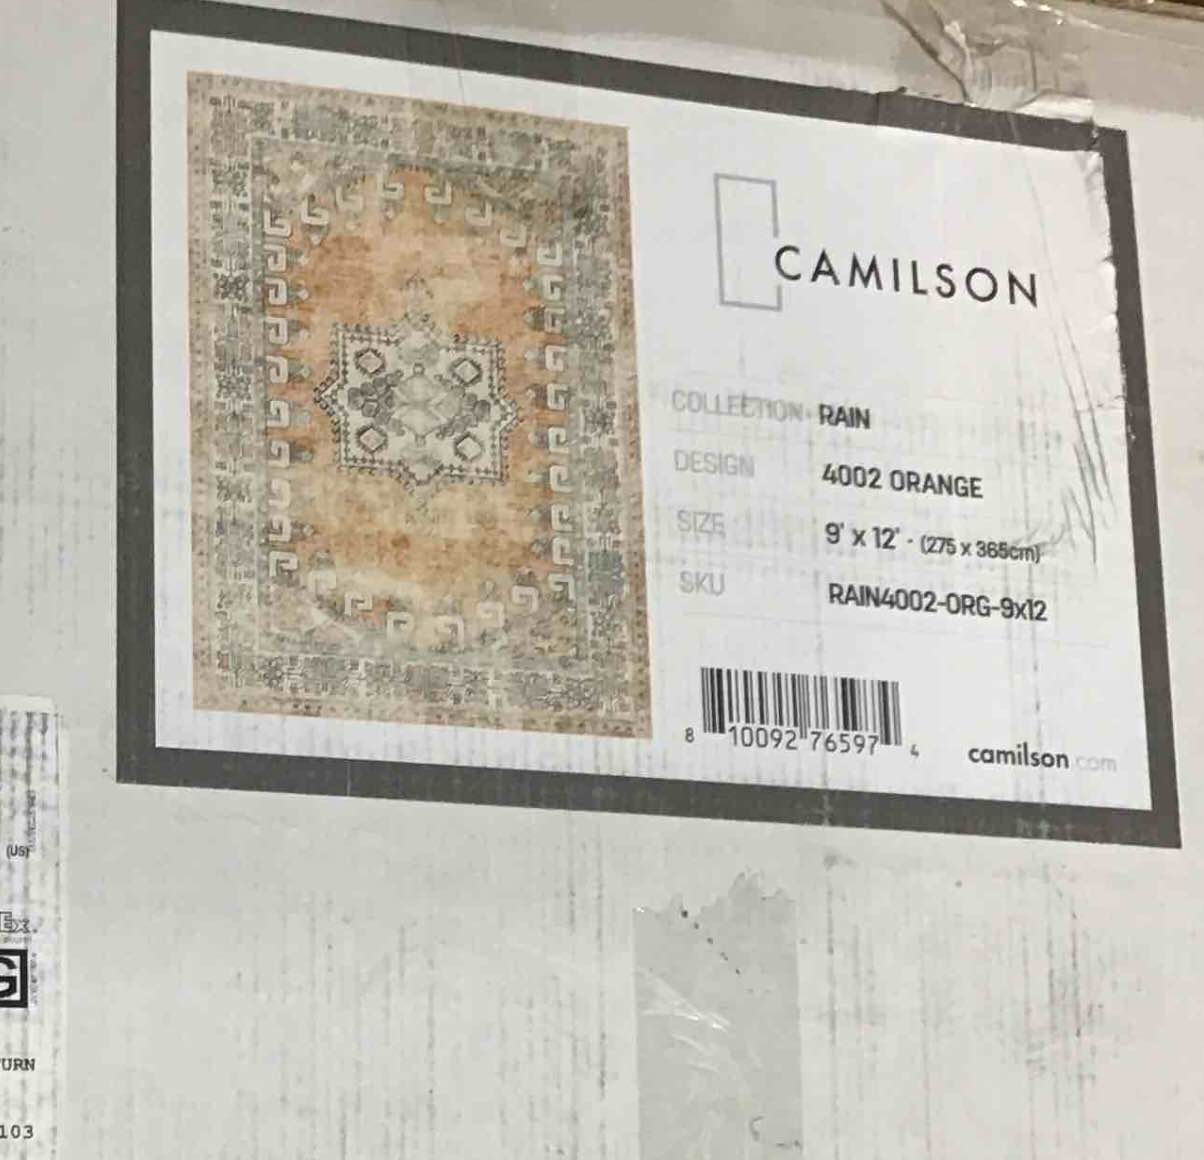 CAMILSON
COLLECTION RAIN
DESIGN 4002 ORANGE
SIZE 9' x 12' - (275 x 365cm)
SKU RAIN4002-ORG-9x12
8 10092 76597 4
camilson.com
(US)
Ex.
G
URN
103